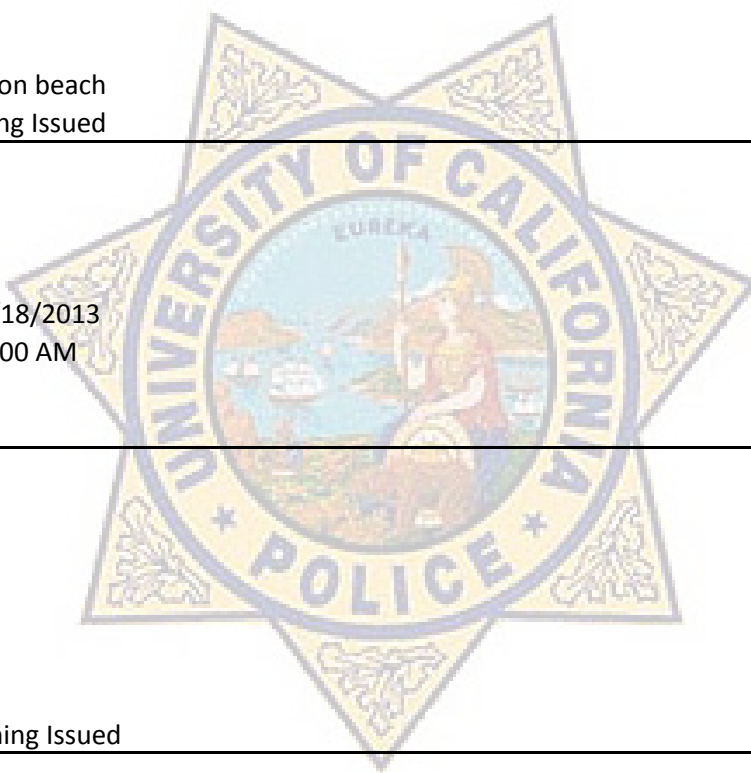 on beach
ng Issued
UNIVERSITY OF CALIFORNIA
EUREKA
18/2013
00 AM
POLICE
ning Issued